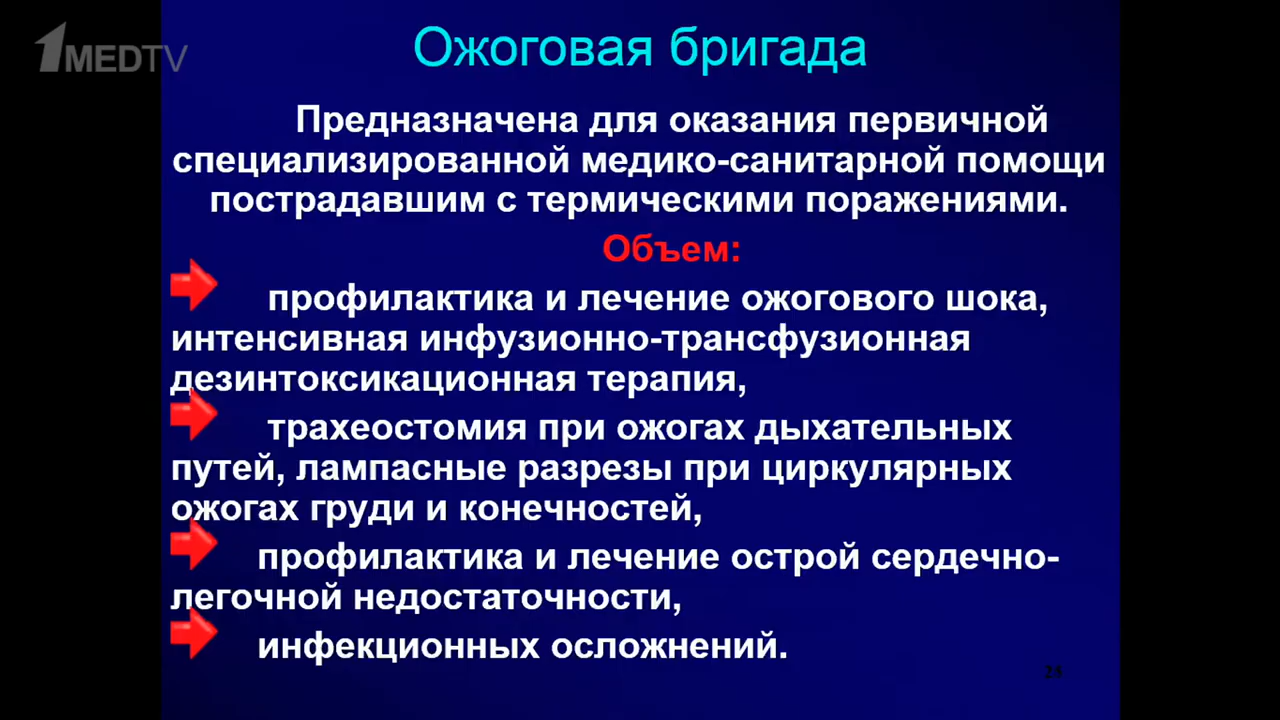 1MEDTV
Ожоговая бригада
Предназначена для оказания первичной
специализированной медико-санитарной помощи
пострадавшим с термическими поражениями.
Объем:
профилактика и лечение ожогового шока,
интенсивная инфузионно-трансфузионная
дезинтоксикационная терапия,
трахеостомия при ожогах дыхательных
путей, лампасные разрезы при циркулярных
ожогах груди и конечностей,
профилактика и лечение острой сердечно-
легочной недостаточности,
инфекционных осложнений.
24